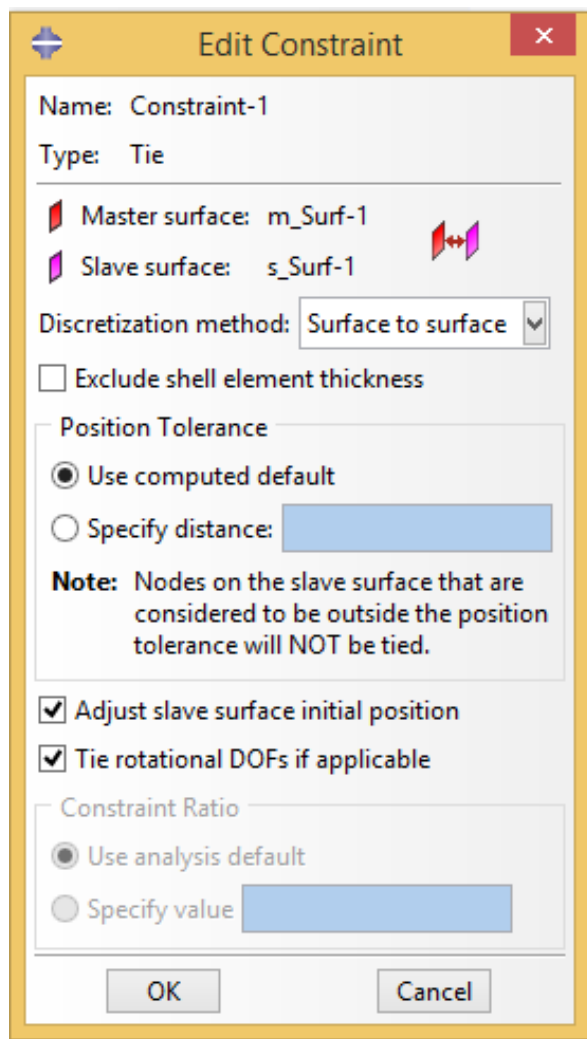 Edit Constraint
Name: Constraint-1
Type: Tie
Master surface: m_Surf-1
Slave surface: s_Surf-1
Discretization method: Surface to surface
Exclude shell element thickness
Position Tolerance
Use computed default
Specify distance:
Note: Nodes on the slave surface that are
considered to be outside the position
tolerance will NOT be tied.
Adjust slave surface initial position
Tie rotational DOFs if applicable
Constraint Ratio
Use analysis default
Specify value
OK Cancel